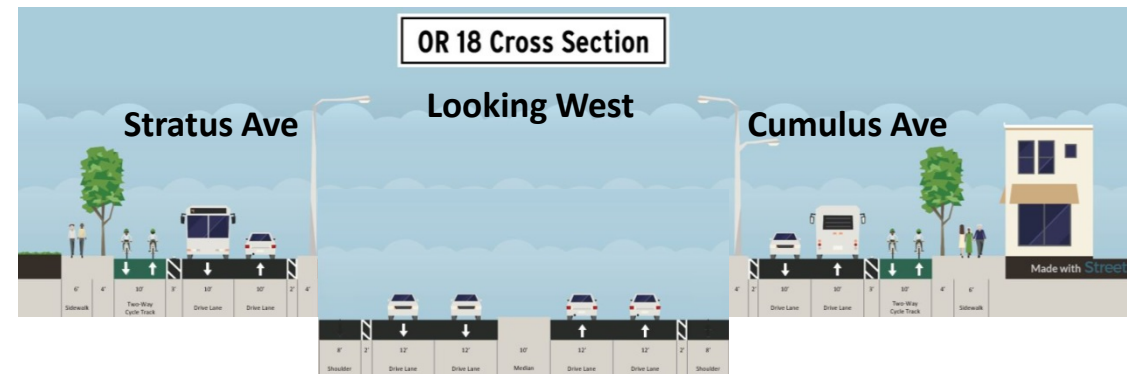 OR 18 Cross Section
Looking West
Stratus Ave
Cumulus Ave
Made with Street
6' 4' 10' 3' 10' 10' 2' 4'
Sidewalk Two-Way Cycle Track Drive Lane Drive Lane
8' 2' 12' 12' 10' 12' 12' 2' 8'
Shoulder Drive Lane Drive Lane Median Drive Lane Drive Lane Shoulder
4' 2' 10' 10' 3' 10' 4' 6'
Drive Lane Drive Lane Two-Way Cycle Track Sidewalk